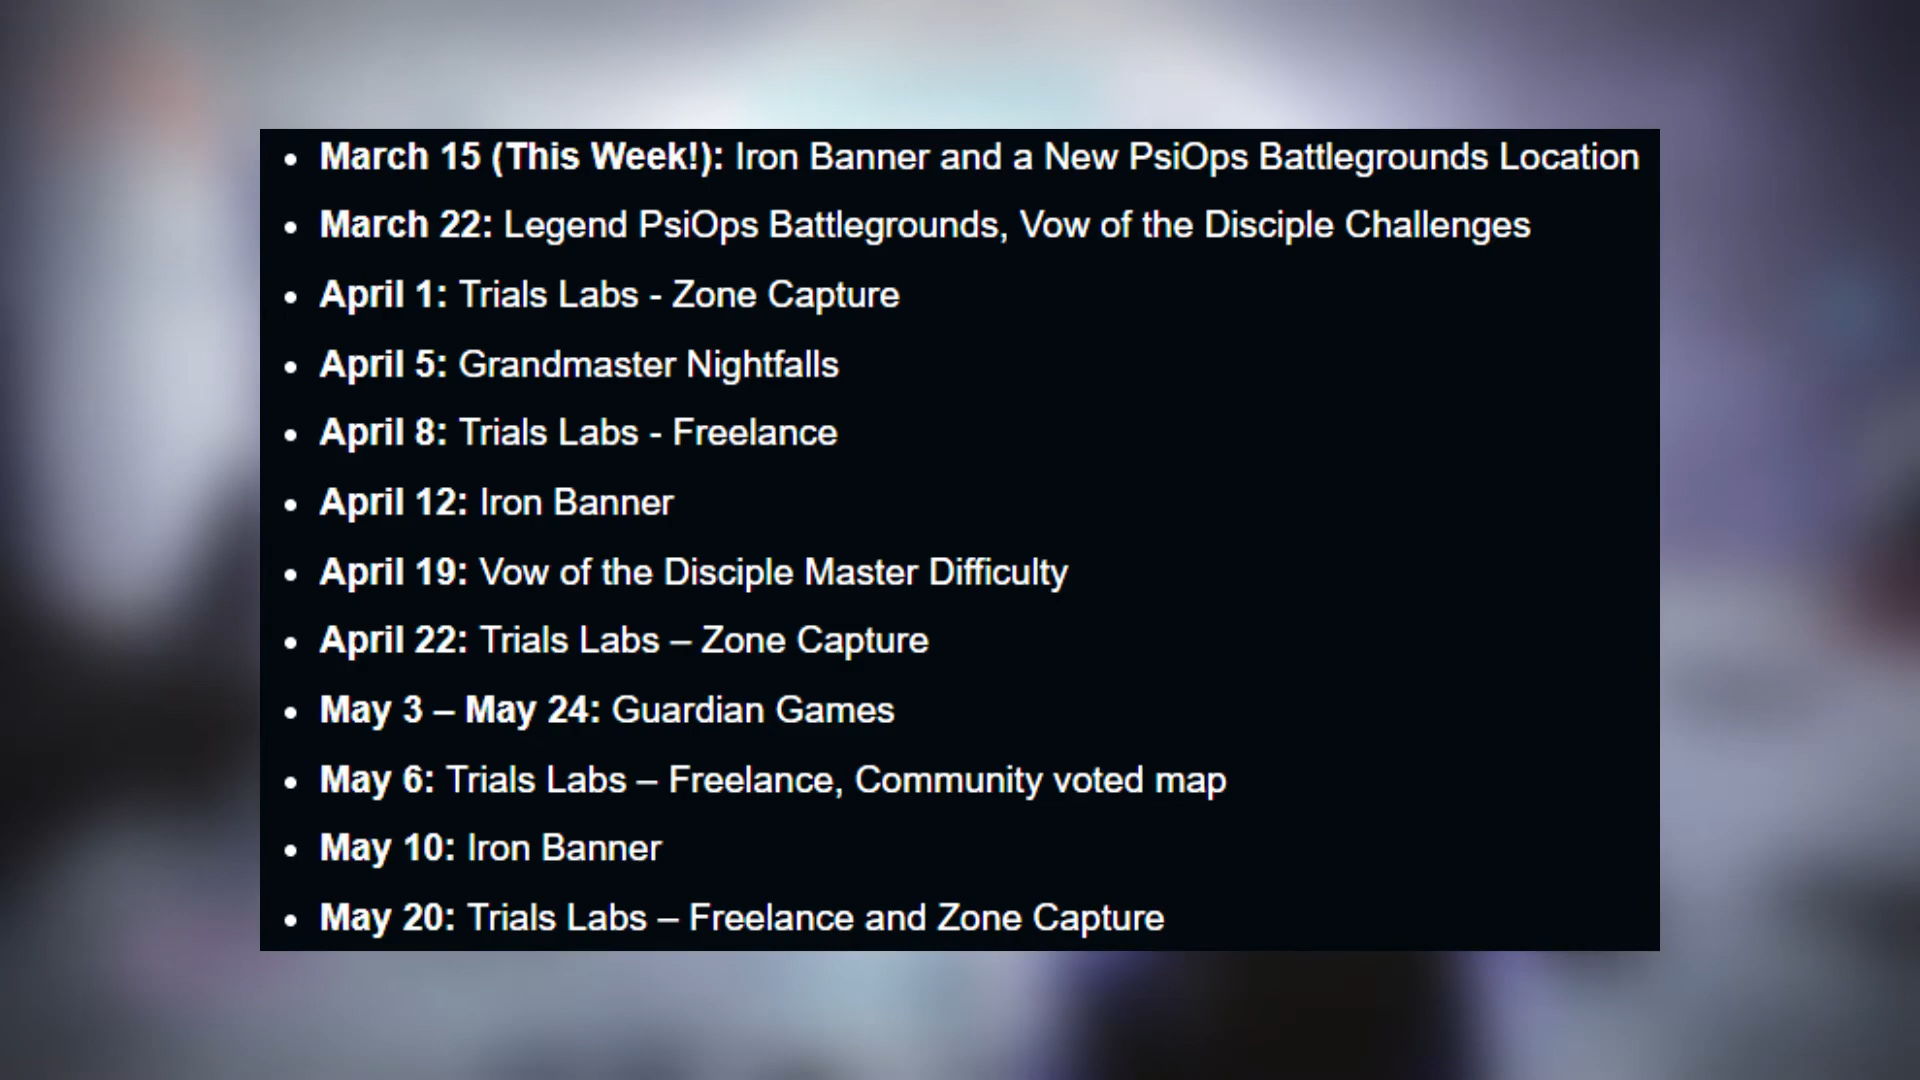 March 15 (This Week!): Iron Banner and a New PsiOps Battlegrounds Location
March 22: Legend PsiOps Battlegrounds, Vow of the Disciple Challenges
April 1: Trials Labs - Zone Capture
April 5: Grandmaster Nightfalls
April 8: Trials Labs - Freelance
April 12: Iron Banner
April 19: Vow of the Disciple Master Difficulty
April 22: Trials Labs – Zone Capture
May 3 – May 24: Guardian Games
May 6: Trials Labs – Freelance, Community voted map
May 10: Iron Banner
May 20: Trials Labs – Freelance and Zone Capture